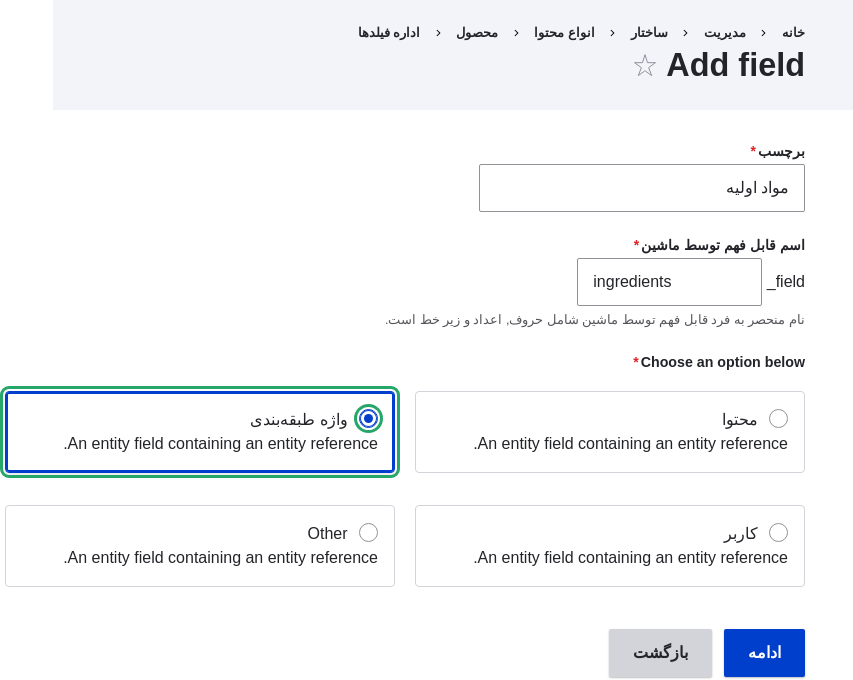 خانه › مدیریت › ساختار › انواع محتوا › محصول › اداره فیلدها
Add field ☆
برچسب*
مواد اولیه
اسم قابل فهم توسط ماشین*
field_ ingredients
نام منحصر به فرد قابل فهم توسط ماشین شامل حروف, اعداد و زیر خط است.
Choose an option below*
محتوا
An entity field containing an entity reference.
واژه طبقه‌بندی
An entity field containing an entity reference.
کاربر
An entity field containing an entity reference.
Other
An entity field containing an entity reference.
ادامه
بازگشت